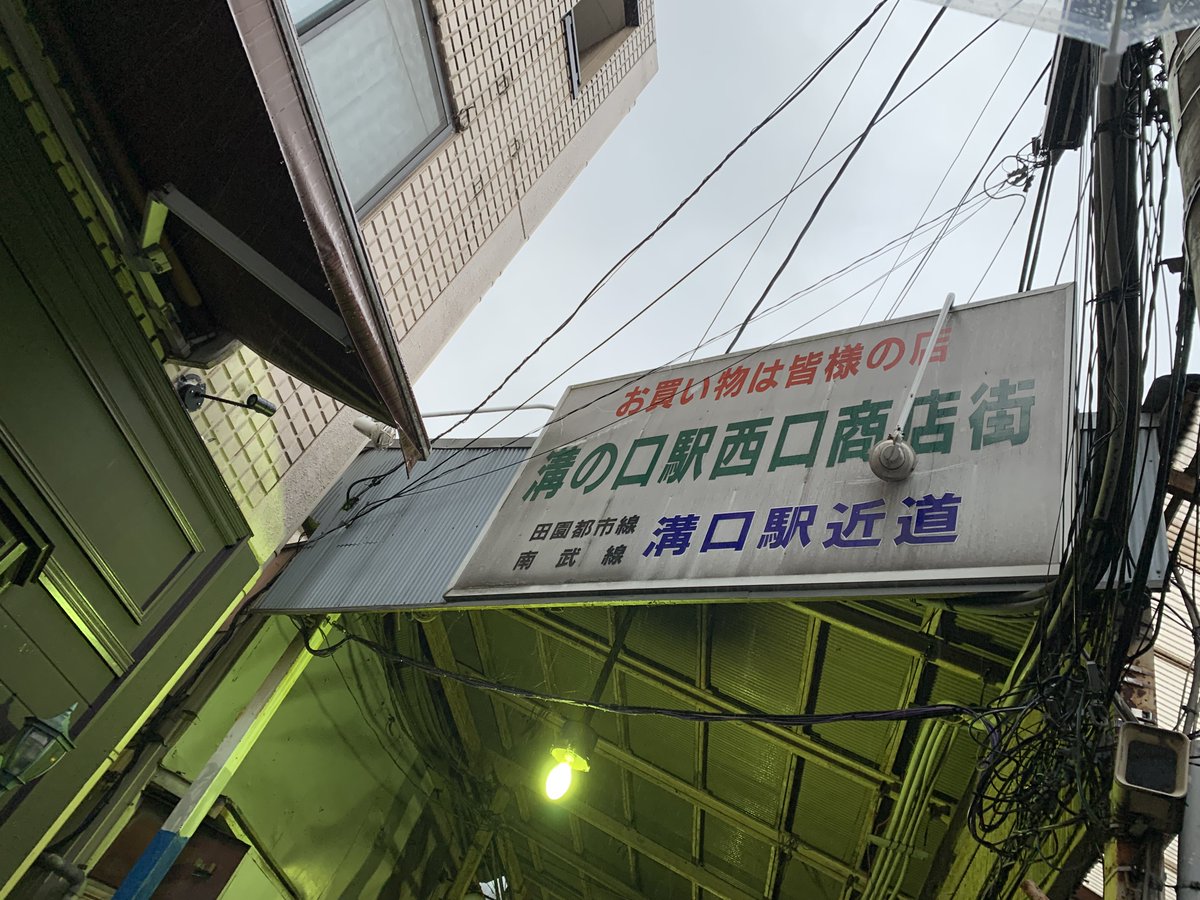 お買い物は皆様の店
溝の口駅西口商店街
田園都市線
南武線
溝口駅近道